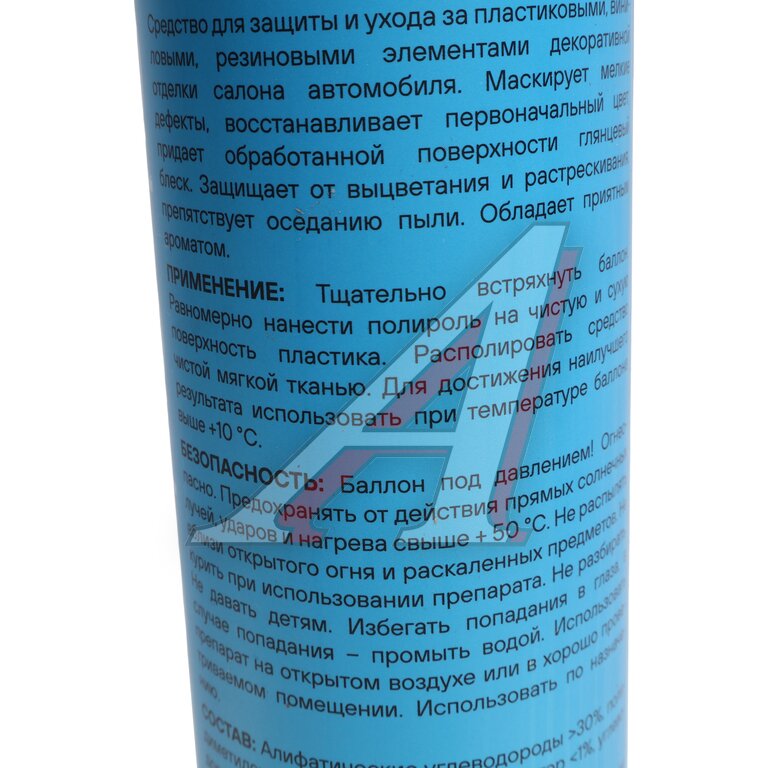 Средство для защиты и ухода за пластиковыми, вини-
ловыми, резиновыми элементами декоративной
отделки салона автомобиля. Маскирует мелкие
дефекты, восстанавливает первоначальный цвет,
придает обработанной поверхности глянцевый
блеск. Защищает от выцветания и растрескивания,
препятствует оседанию пыли. Обладает приятным
ароматом.
ПРИМЕНЕНИЕ: Тщательно встряхнуть баллон.
Равномерно нанести полироль на чистую и сухую
поверхность пластика. Располировать средство
чистой мягкой тканью. Для достижения наилучшего
результата использовать при температуре баллона
выше +10 °C.
БЕЗОПАСНОСТЬ: Баллон под давлением! Огнео-
пасно. Предохранять от действия прямых солнечных
лучей, ударов и нагрева свыше + 50 °C. Не распылять
вблизи открытого огня и раскаленных предметов. Не
курить при использовании препарата. Не разбирать.
Не давать детям. Избегать попадания в глаза, в
случае попадания – промыть водой. Использовать
препарат на открытом воздухе или в хорошо прове-
триваемом помещении. Использовать по назначе-
нию.
СОСТАВ: Алифатические углеводороды >30%,
<1%,